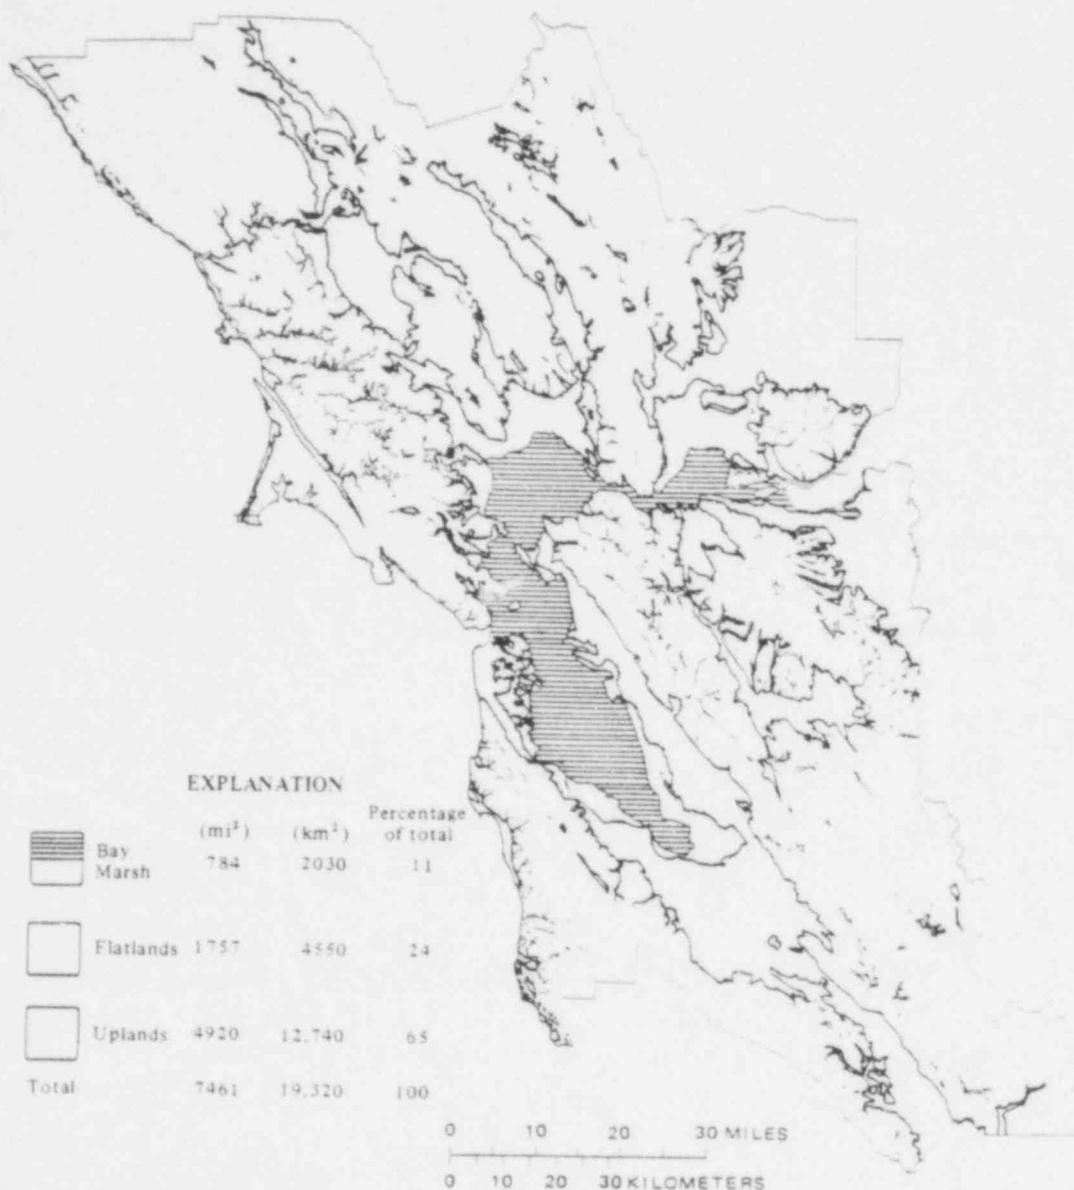 EXPLANATION
(mi²) (km²) Percentage of total
Bay
Marsh 784 2030 11
Flatlands 1757 4550 24
Uplands 4920 12,740 65
Total 7461 19,320 100
0 10 20 30 MILES
0 10 20 30 KILOMETERS